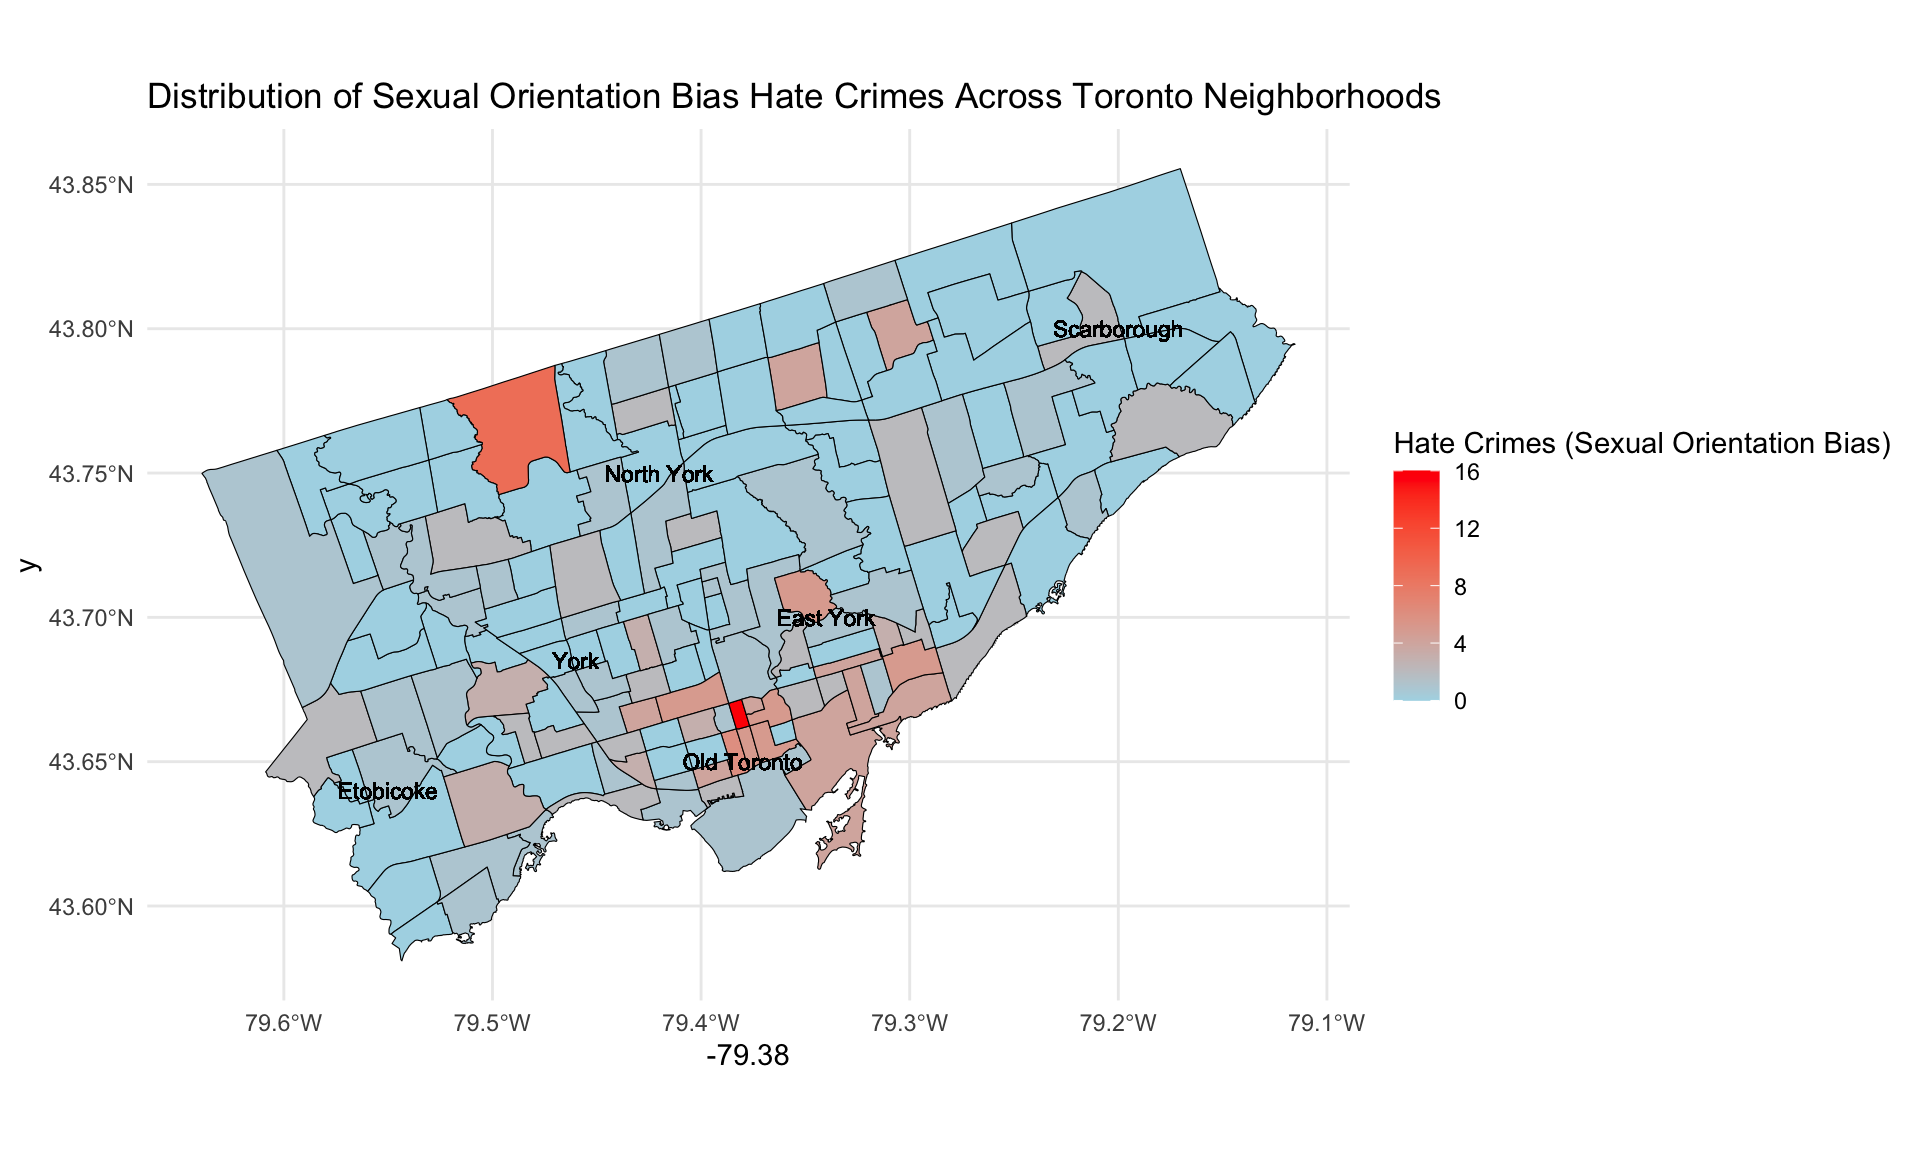 Distribution of Sexual Orientation Bias Hate Crimes Across Toronto Neighborhoods
43.85°N
43.80°N
43.75°N
43.70°N
43.65°N
43.60°N
y
Scarborough
North York
East York
York
Old Toronto
Etobicoke
79.6°W
79.5°W
79.4°W
79.3°W
79.2°W
79.1°W
-79.38
Hate Crimes (Sexual Orientation Bias)
16
12
8
4
0